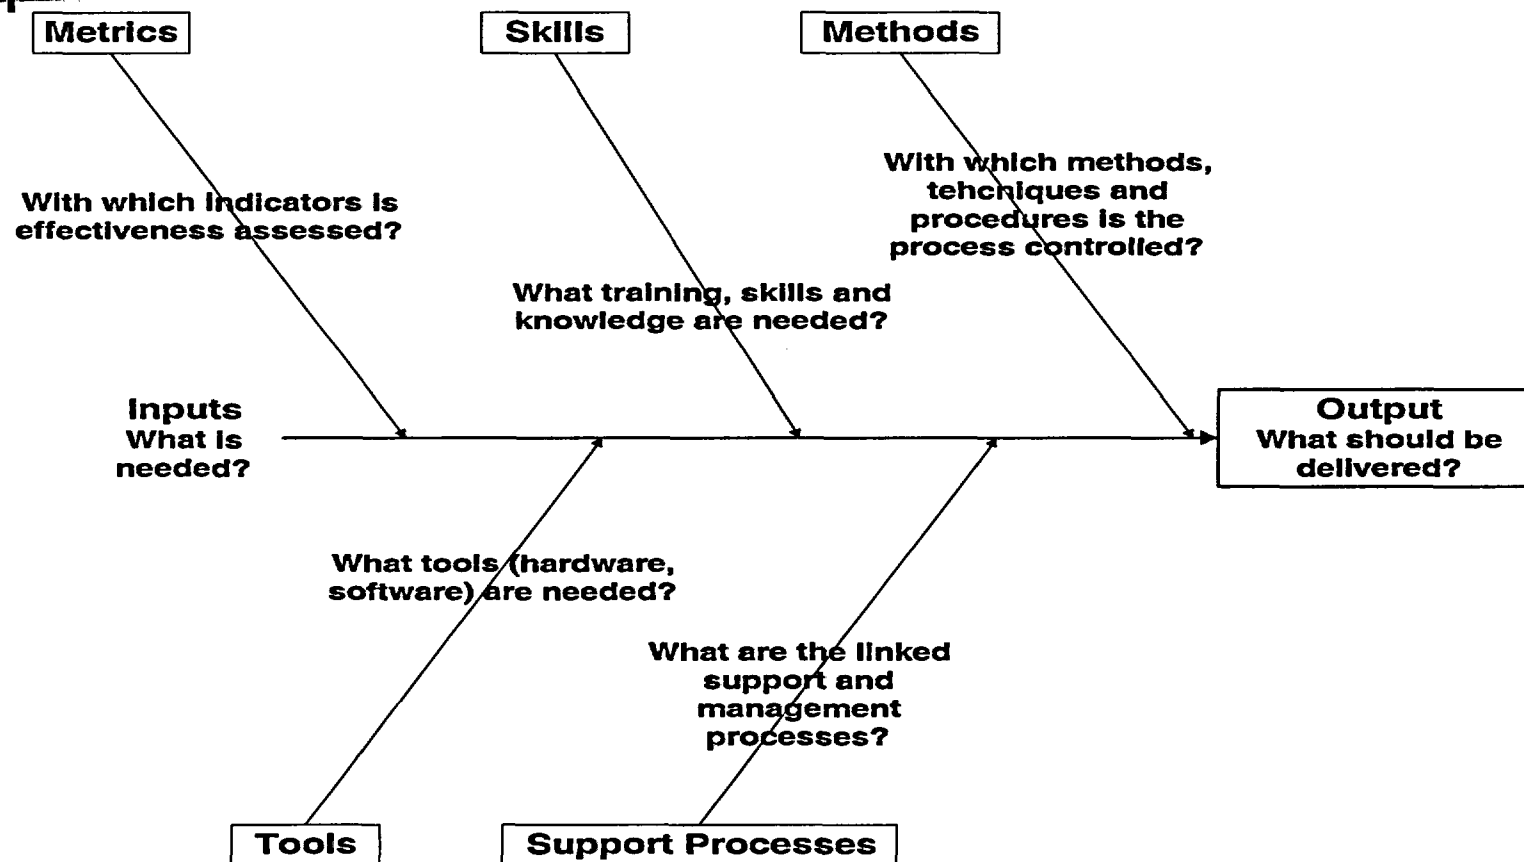 Metrics
Skills
Methods
With which methods,
tehcniques and
procedures is the
process controlled?
With which indicators is
effectiveness assessed?
What training, skills and
knowledge are needed?
Inputs
What is
needed?
Output
What should be
delivered?
What tools (hardware,
software) are needed?
What are the linked
support and
management
processes?
Tools
Support Processes